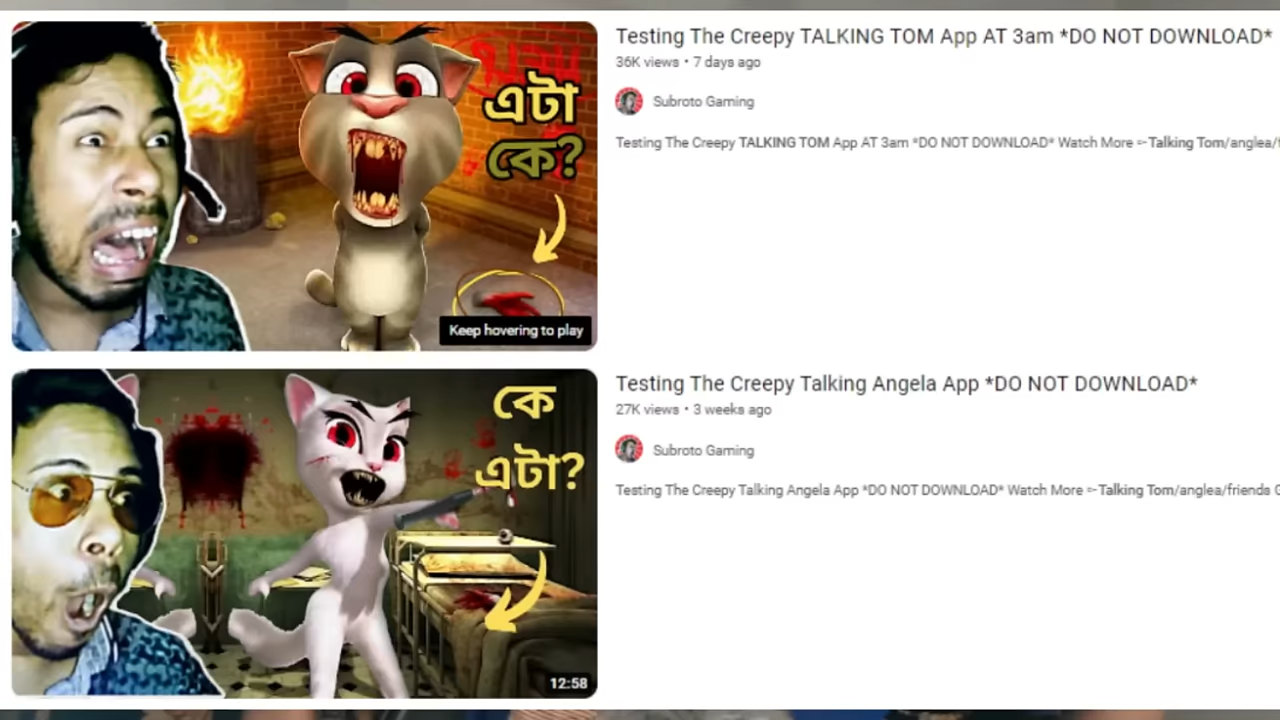 এটা
কে?
Keep hovering to play
Testing The Creepy TALKING TOM App AT 3am *DO NOT DOWNLOAD*
36K views • 7 days ago
Subroto Gaming
Testing The Creepy TALKING TOM App AT 3am *DO NOT DOWNLOAD* Watch More ➳Talking Tom/anglea/
কে
এটা?
12:58
Testing The Creepy Talking Angela App *DO NOT DOWNLOAD*
27K views • 3 weeks ago
Subroto Gaming
Testing The Creepy Talking Angela App *DO NOT DOWNLOAD* Watch More ➳Talking Tom/anglea/friends